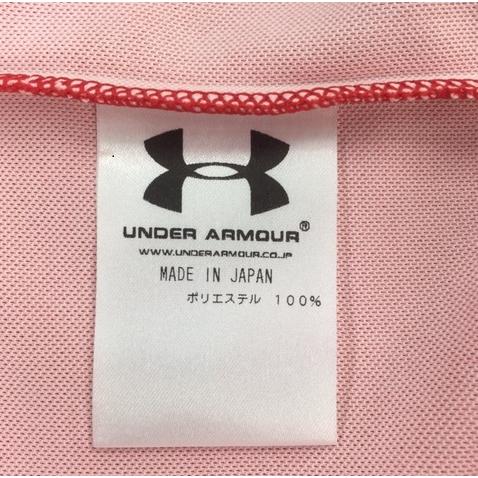 UNDER ARMOUR®
WWW.UNDERARMOUR.CO.JP
MADE IN JAPAN
ポリエステル 100%